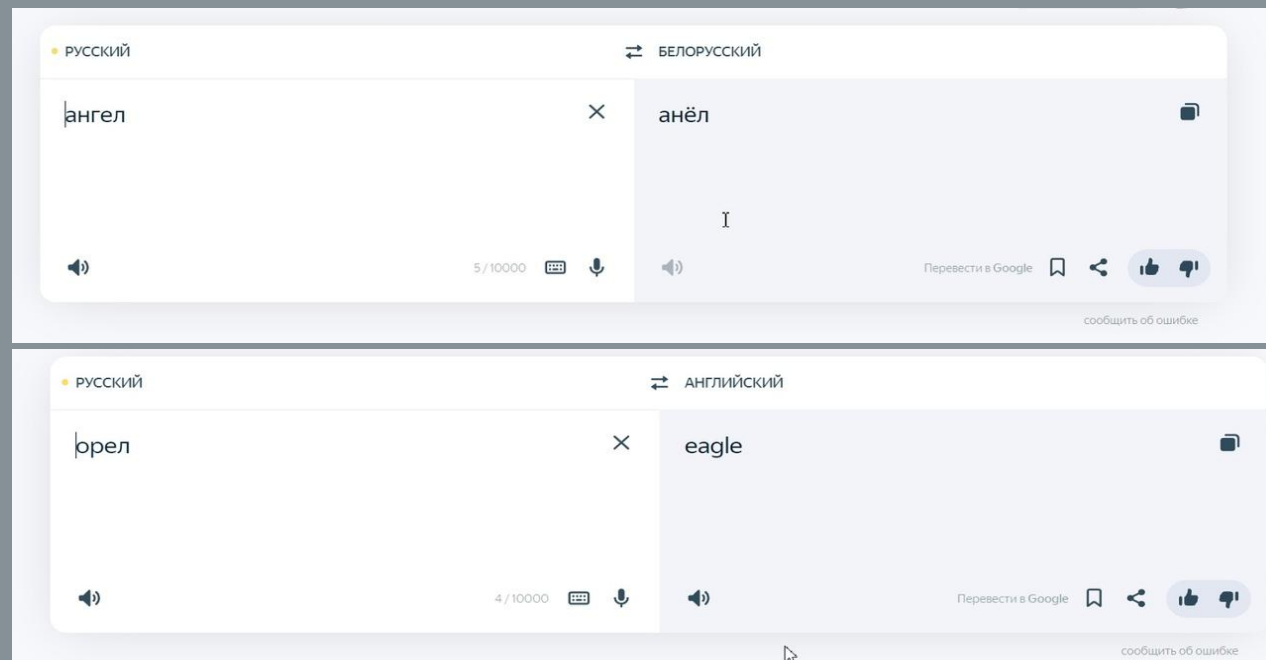 РУССКИЙ БЕЛОРУССКИЙ
ангел анёл
5 / 10000 Перевести в Google
сообщить об ошибке
РУССКИЙ АНГЛИЙСКИЙ
орел eagle
4 / 10000 Перевести в Google
сообщить об ошибке